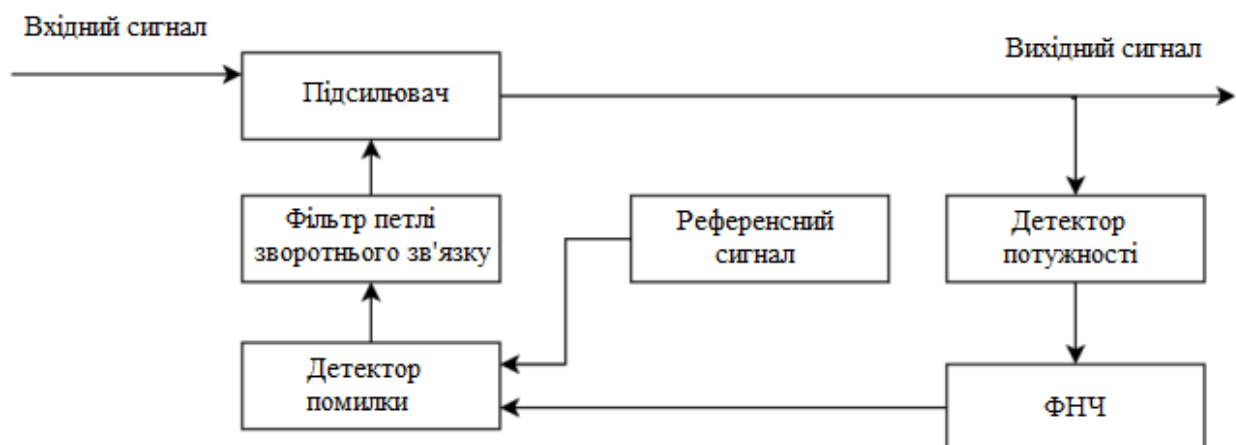 Вхідний сигнал
Вихідний сигнал
Підсилювач
Фільтр петлі
зворотнього зв'язку
Референсний
сигнал
Детектор
потужності
Детектор
помилки
ФНЧ